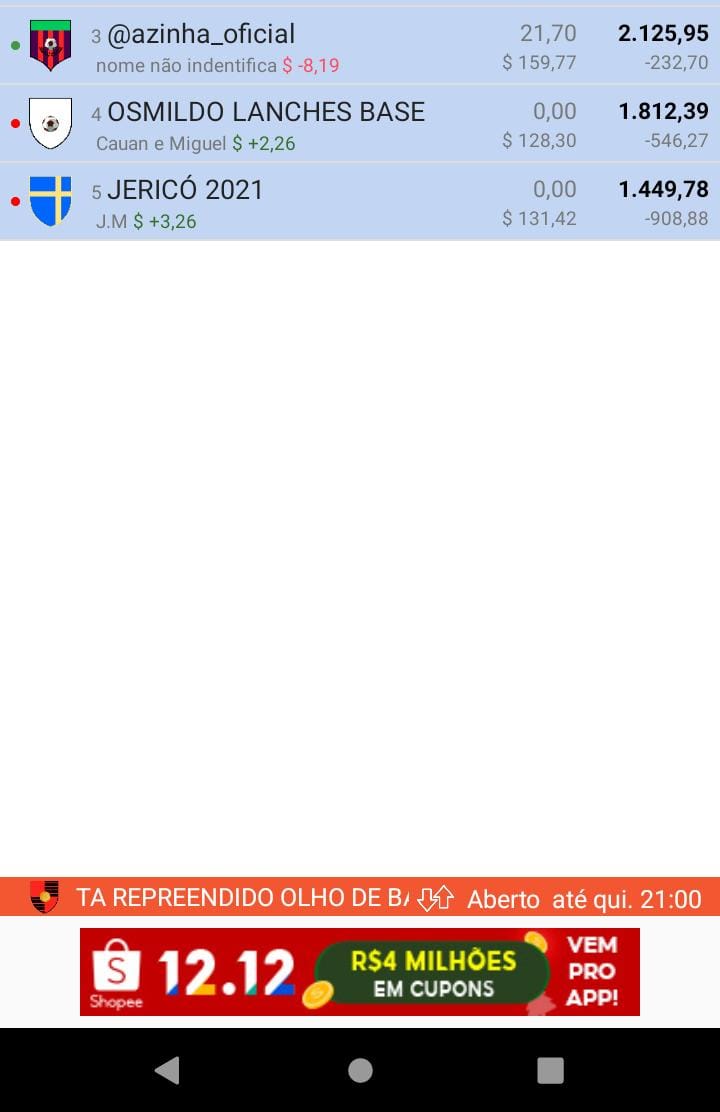 3 @azinha_oficial 21,70 2.125,95
nome não indentifica $ -8,19 $ 159,77 -232,70
4 OSMILDO LANCHES BASE 0,00 1.812,39
Cauan e Miguel $ +2,26 $ 128,30 -546,27
5 JERICÓ 2021 0,00 1.449,78
J.M $ +3,26 $ 131,42 -908,88
TA REPREENDIDO OLHO DE BA Aberto até qui. 21:00
S
Shopee
12.12
R$4 MILHÕES
EM CUPONS
VEM
PRO
APP!